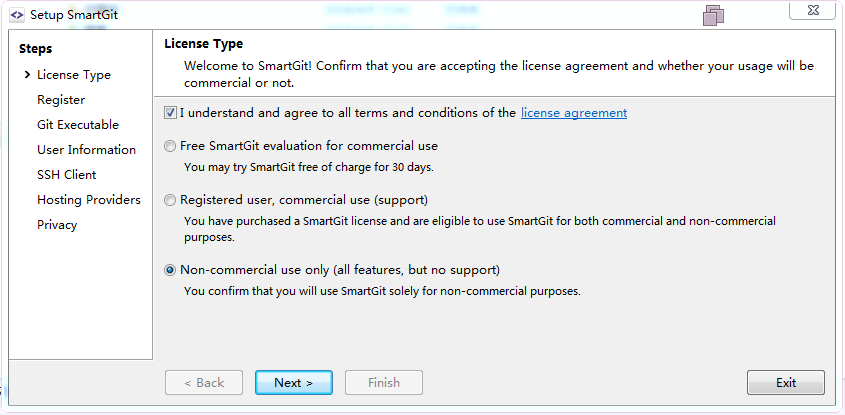 Setup SmartGit
Steps
License Type
Register
Git Executable
User Information
SSH Client
Hosting Providers
Privacy
License Type
Welcome to SmartGit! Confirm that you are accepting the license agreement and whether your usage will be
commercial or not.
I understand and agree to all terms and conditions of the license agreement
Free SmartGit evaluation for commercial use
You may try SmartGit free of charge for 30 days.
Registered user, commercial use (support)
You have purchased a SmartGit license and are eligible to use SmartGit for both commercial and non-commercial
purposes.
Non-commercial use only (all features, but no support)
You confirm that you will use SmartGit solely for non-commercial purposes.
< Back
Next >
Finish
Exit